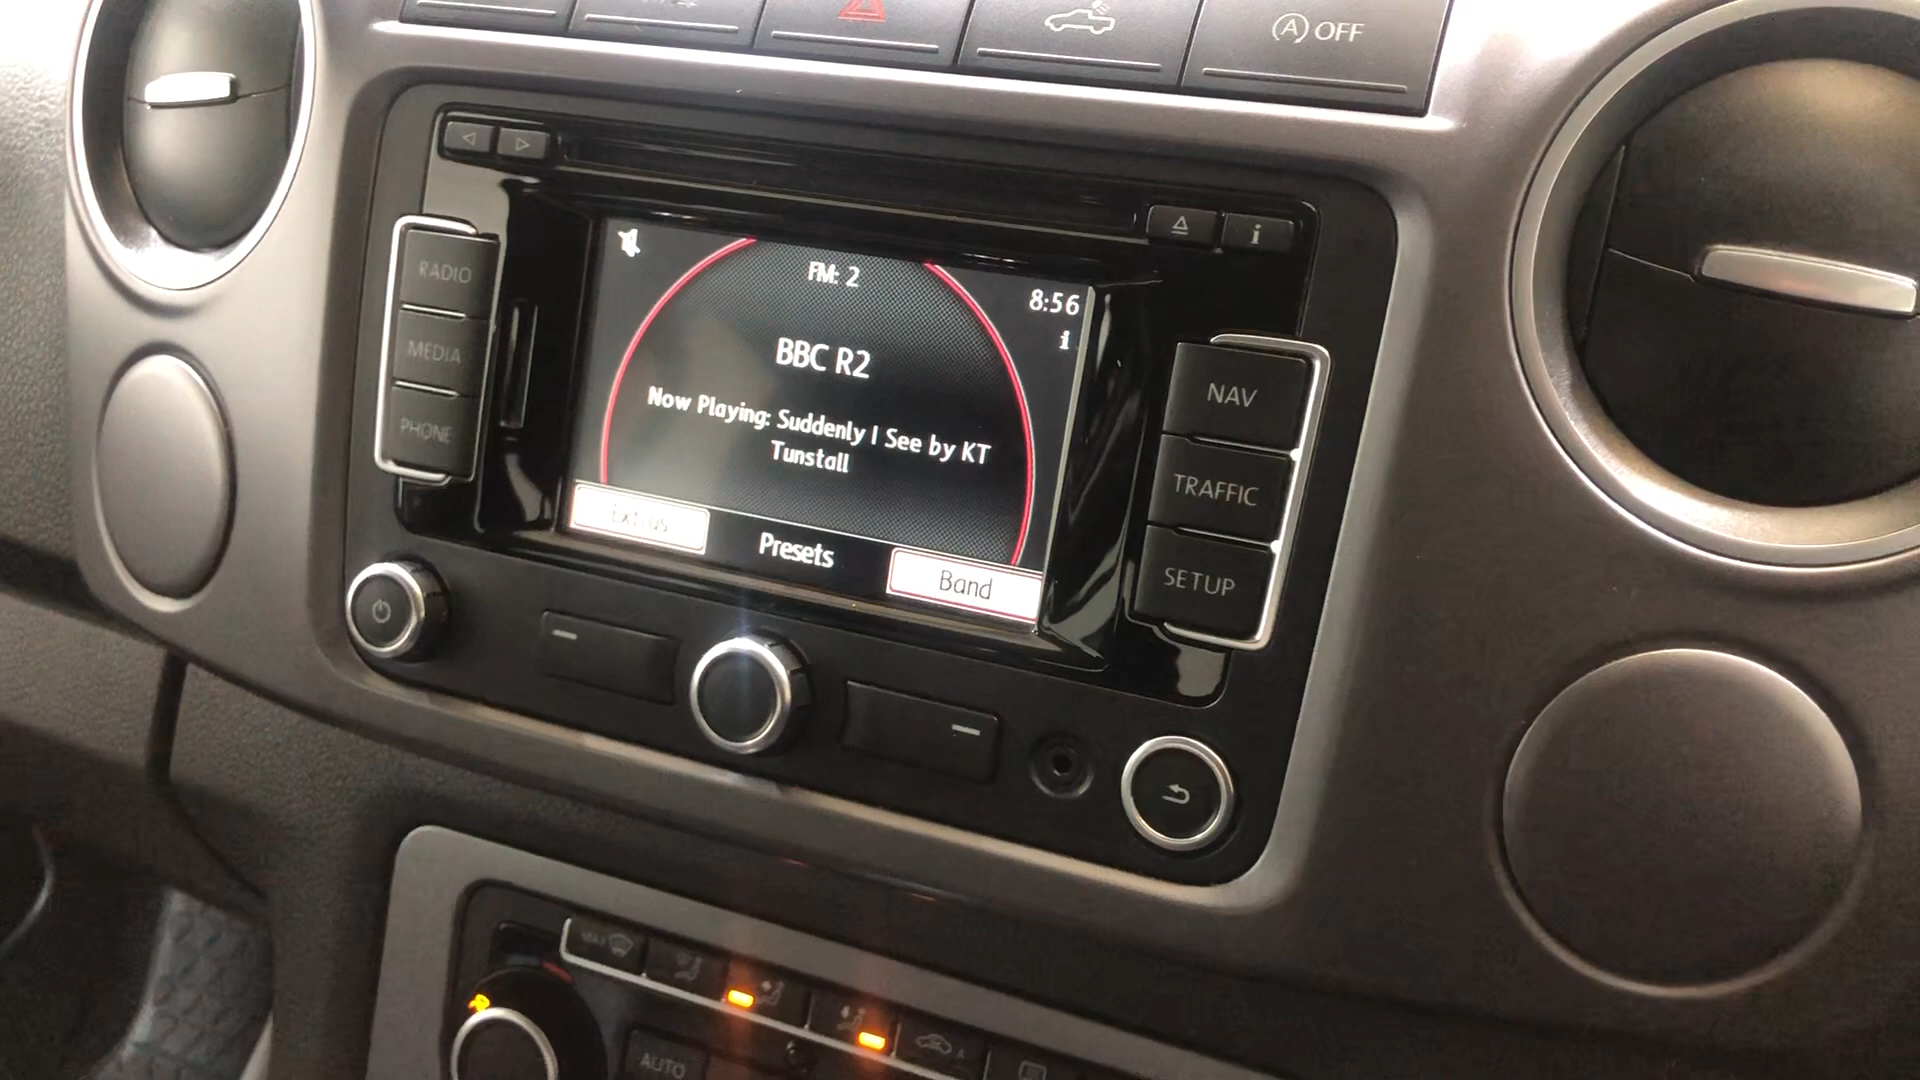 OFF
RADIO
MEDIA
PHONE
FM: 2
8:56
i
i
BBC R2
Now Playing: Suddenly I See by KT
Tunstall
Extras
Presets
Band
NAV
TRAFFIC
SETUP
AUTO